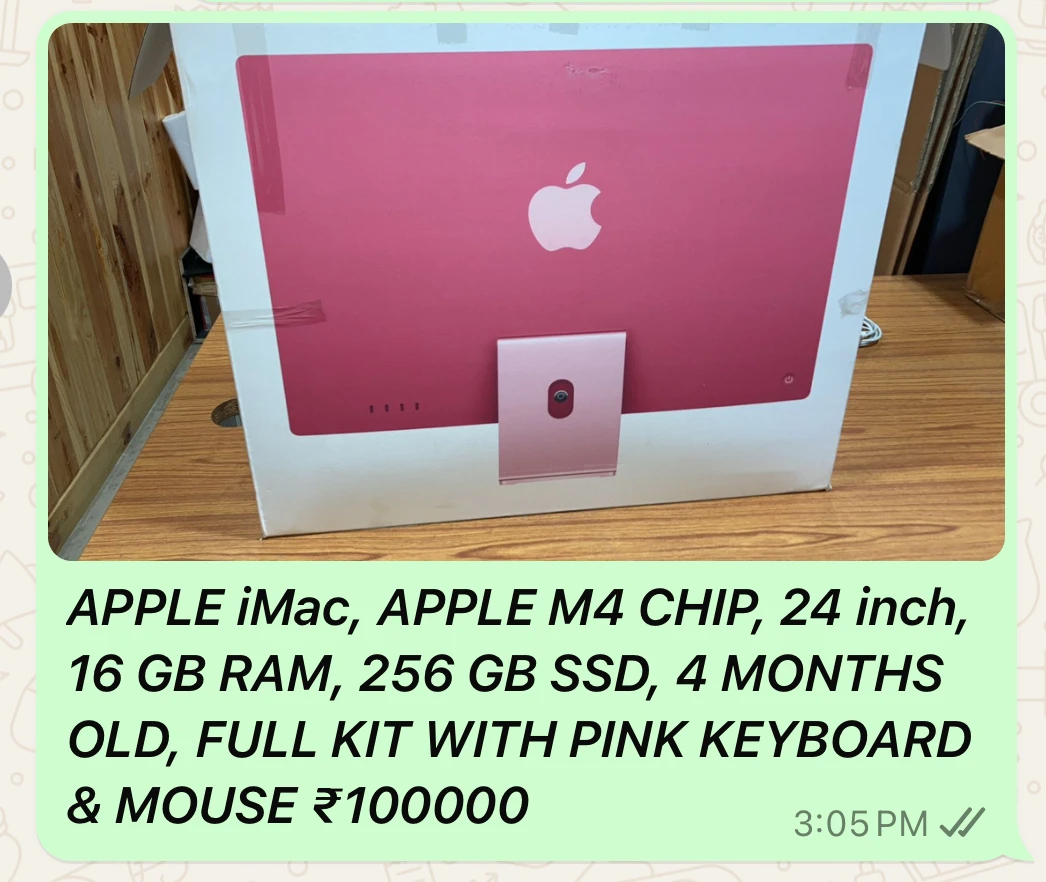 APPLE iMac, APPLE M4 CHIP, 24 inch,
16 GB RAM, 256 GB SSD, 4 MONTHS
OLD, FULL KIT WITH PINK KEYBOARD
& MOUSE ₹100000
3:05 PM